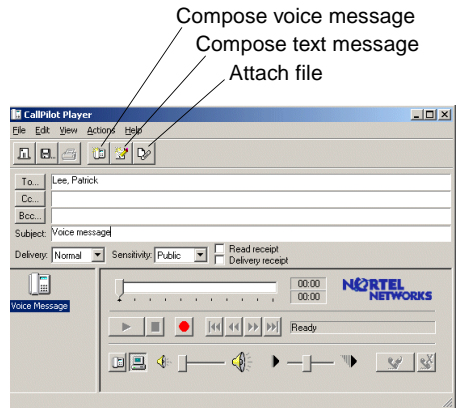 Compose voice message
Compose text message
Attach file
CallPilot Player
File Edit View Actions Help
To... Lee, Patrick
Cc...
Bcc...
Subject: Voice message
Delivery: Normal Sensitivity: Public Read receipt
Delivery receipt
Voice Message
00:00
00:00
NORTEL
NETWORKS
Ready